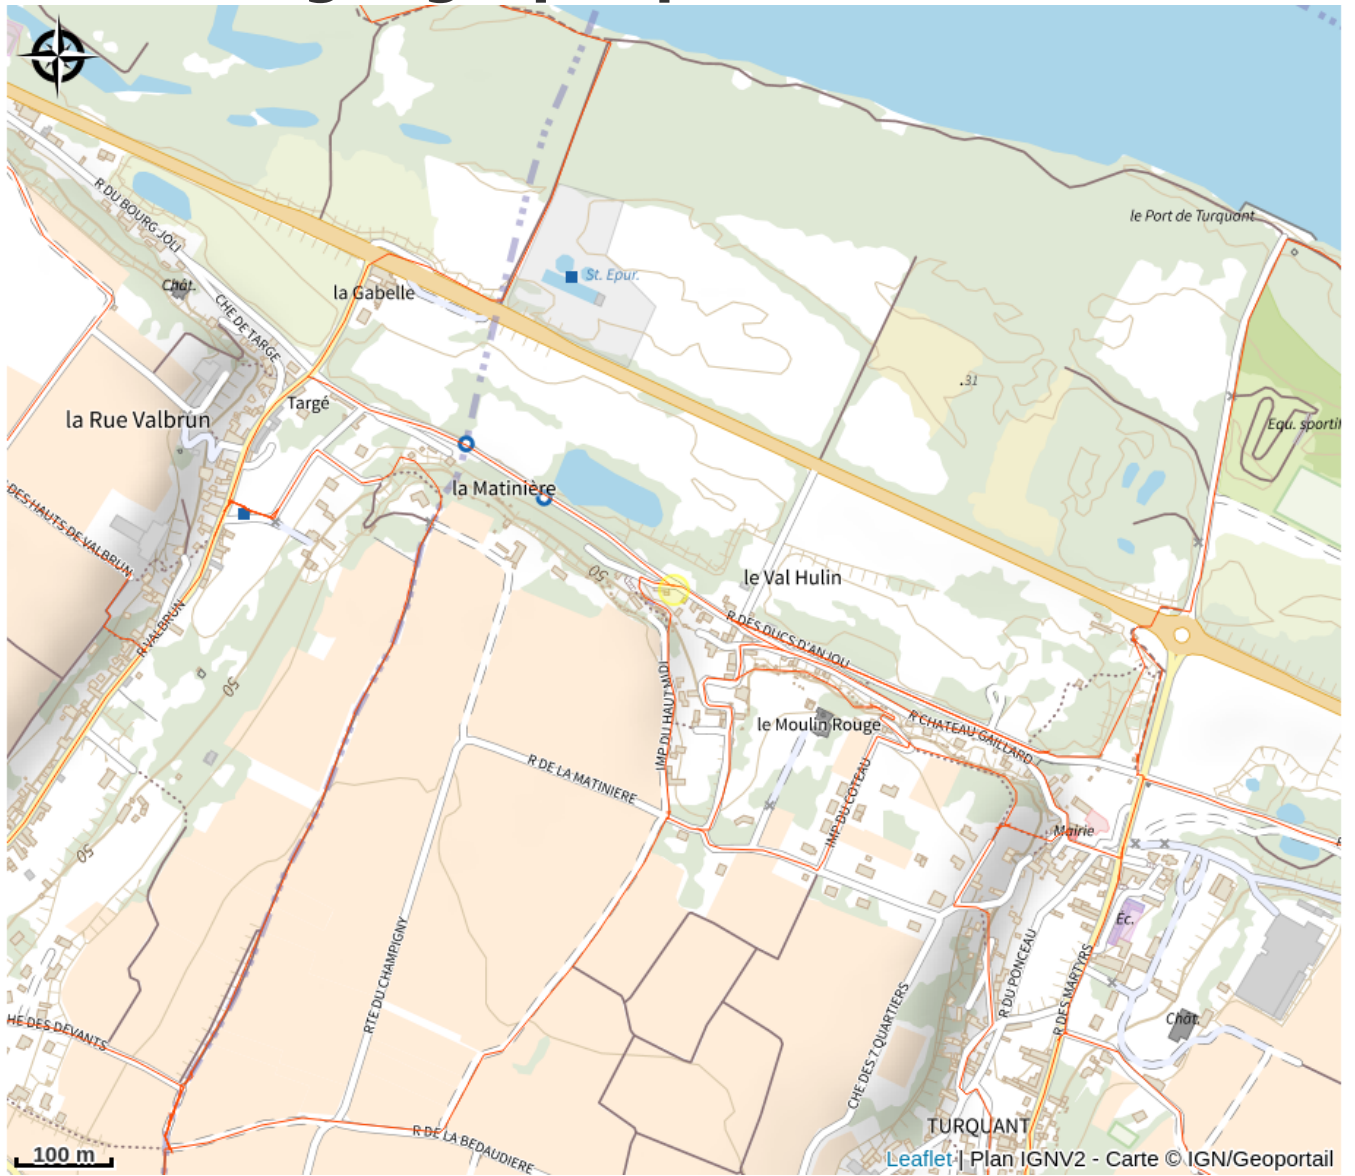 le Port de Turquant
R DU BOURG JOLI
St. Epur.
Chât.
la Gabelle
CHE DE TARGE
.31
Targé
la Rue Valbrun
Equ. sportif
la Matinière
DES HAUTS DE VALBRUN
50
le Val Hulin
R VALBRUN
R DES DUCS D'ANJOU
50
IMP DU HAUT
R CHATEAU GAILLARD
le Moulin Rouge
R DE LA MATINIERE
IMP DU COTEAU
Mairie
50
Éc.
RTE DU CHAMPIGNY
R DU PONCEAU
R DES MARTYRS
CHE DES 7 QUARTIERS
Chât.
HE DES DEVANTS
TURQUANT
R DE LA BEDAUDIERE
100 m
Leaflet | Plan IGNV2 - Carte © IGN/Geoportail